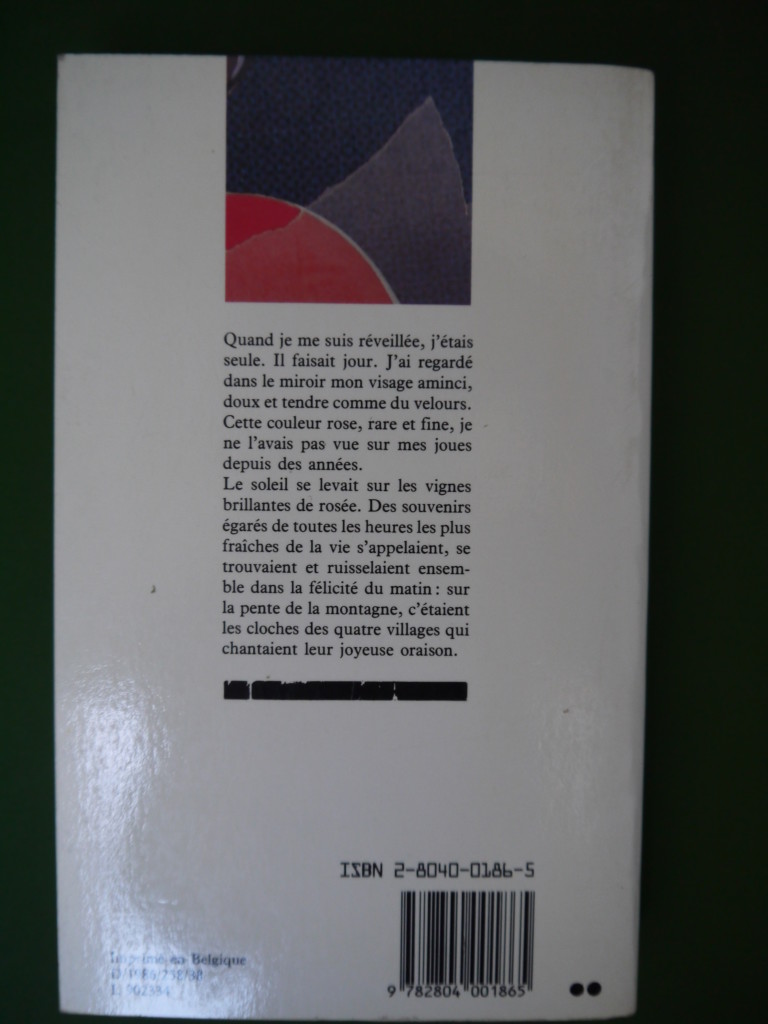 Quand je me suis réveillée, j'étais
seule. Il faisait jour. J'ai regardé
dans le miroir mon visage aminci,
doux et tendre comme du velours.
Cette couleur rose, rare et fine, je
ne l'avais pas vue sur mes joues
depuis des années.
Le soleil se levait sur les vignes
brillantes de rosée. Des souvenirs
égarés de toutes les heures les plus
fraîches de la vie s'appelaient, se
trouvaient et ruisselaient ensem-
ble dans la félicité du matin : sur
la pente de la montagne, c'étaient
les cloches des quatre villages qui
chantaient leur joyeuse oraison.
ISBN 2-8040-0186-5
9 782804 001865
Imprimé en Belgique